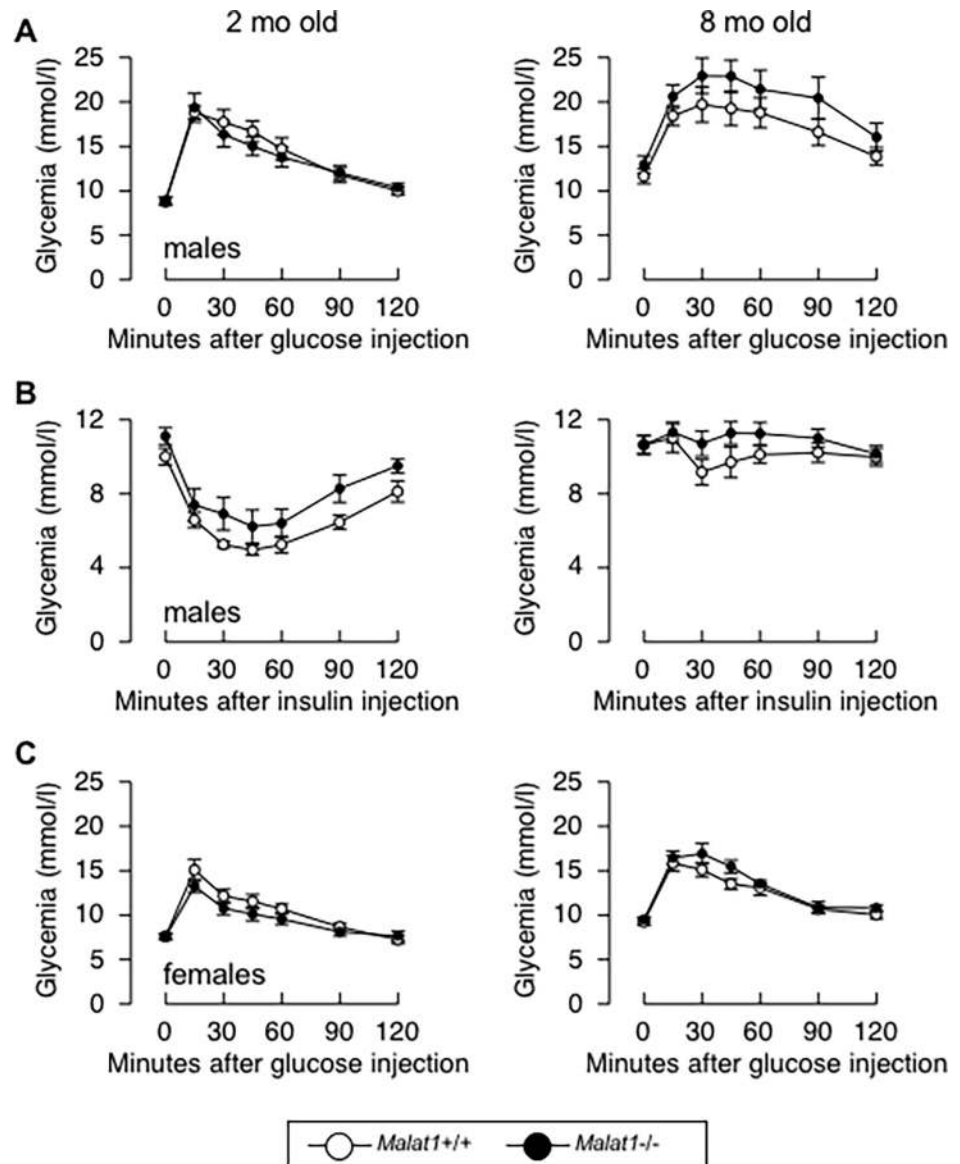 A
2 mo old
8 mo old
Glycemia (mmol/l)
25
20
15
10
5
0
males
0 30 60 90 120
Minutes after glucose injection
Glycemia (mmol/l)
25
20
15
10
5
0
0 30 60 90 120
Minutes after glucose injection
B
Glycemia (mmol/l)
12
8
4
0
males
0 30 60 90 120
Minutes after insulin injection
Glycemia (mmol/l)
12
8
4
0
0 30 60 90 120
Minutes after insulin injection
C
Glycemia (mmol/l)
25
20
15
10
5
0
females
0 30 60 90 120
Minutes after glucose injection
Glycemia (mmol/l)
25
20
15
10
5
0
0 30 60 90 120
Minutes after glucose injection
Malat1+/+ Malat1-/-